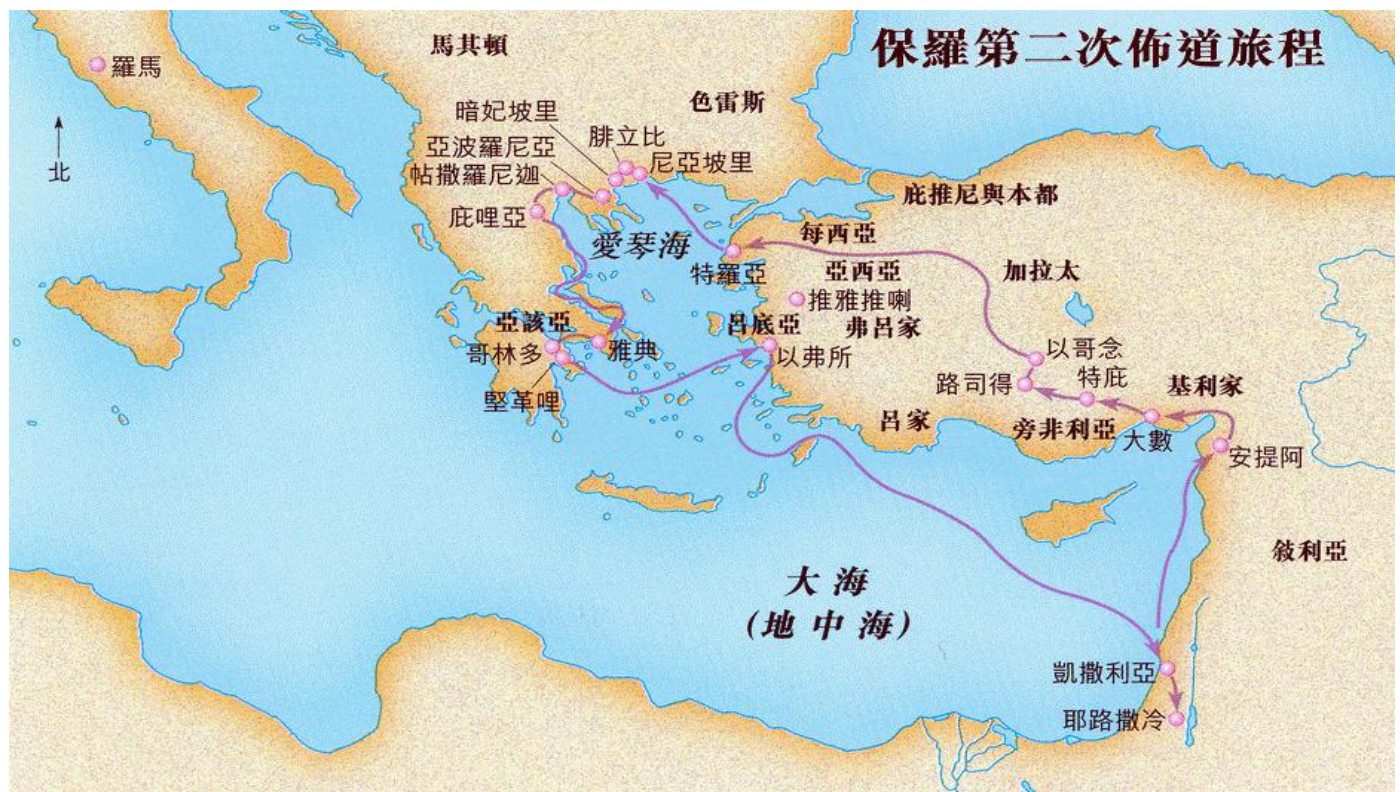 保羅第二次佈道旅程
馬其頓
羅馬
色雷斯
暗妃坡里
腓立比
亞波羅尼亞
尼亞坡里
帖撒羅尼迦
北
庇推尼與本都
庇哩亞
每西亞
愛琴海
特羅亞
亞西亞
加拉太
推雅推喇
亞該亞
呂底亞
弗呂家
哥林多
雅典
以弗所
以哥念
特庇
路司得
基利家
堅革哩
呂家
旁非利亞
大數
安提阿
敍利亞
大海
(地中海)
凱撒利亞
耶路撒冷